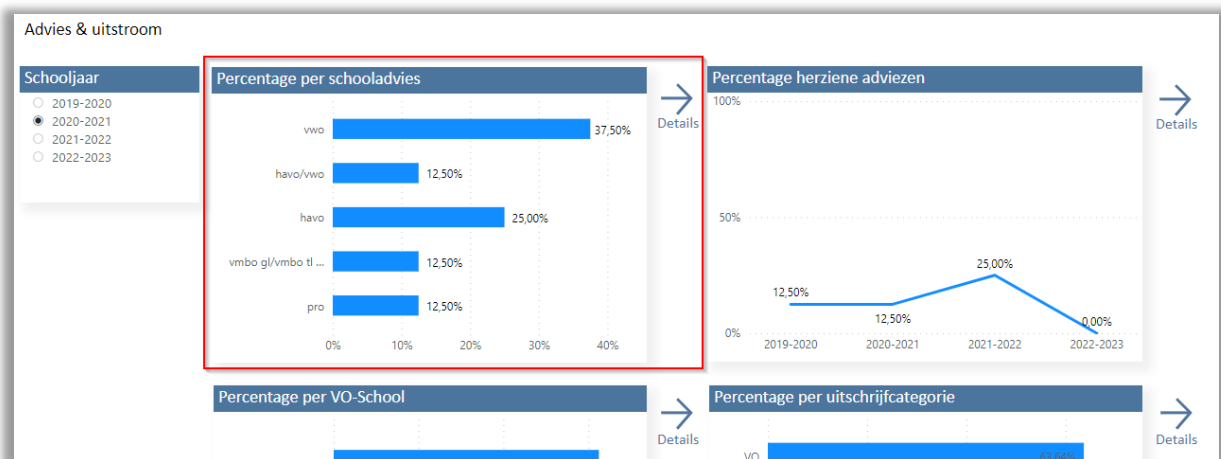 Advies & uitstroom
Schooljaar
2019-2020
2020-2021
2021-2022
2022-2023
Percentage per schooladvies
vwo
37,50%
havo/vwo
12,50%
havo
25,00%
vmbo gl/vmbo tl ...
12,50%
pro
12,50%
0% 10% 20% 30% 40%
Details
Percentage herziene adviezen
100%
50%
0%
12,50%
12,50%
25,00%
0,00%
2019-2020 2020-2021 2021-2022 2022-2023
Details
Percentage per VO-School
Details
Percentage per uitschrijfcategorie
VO
63,64%
Details